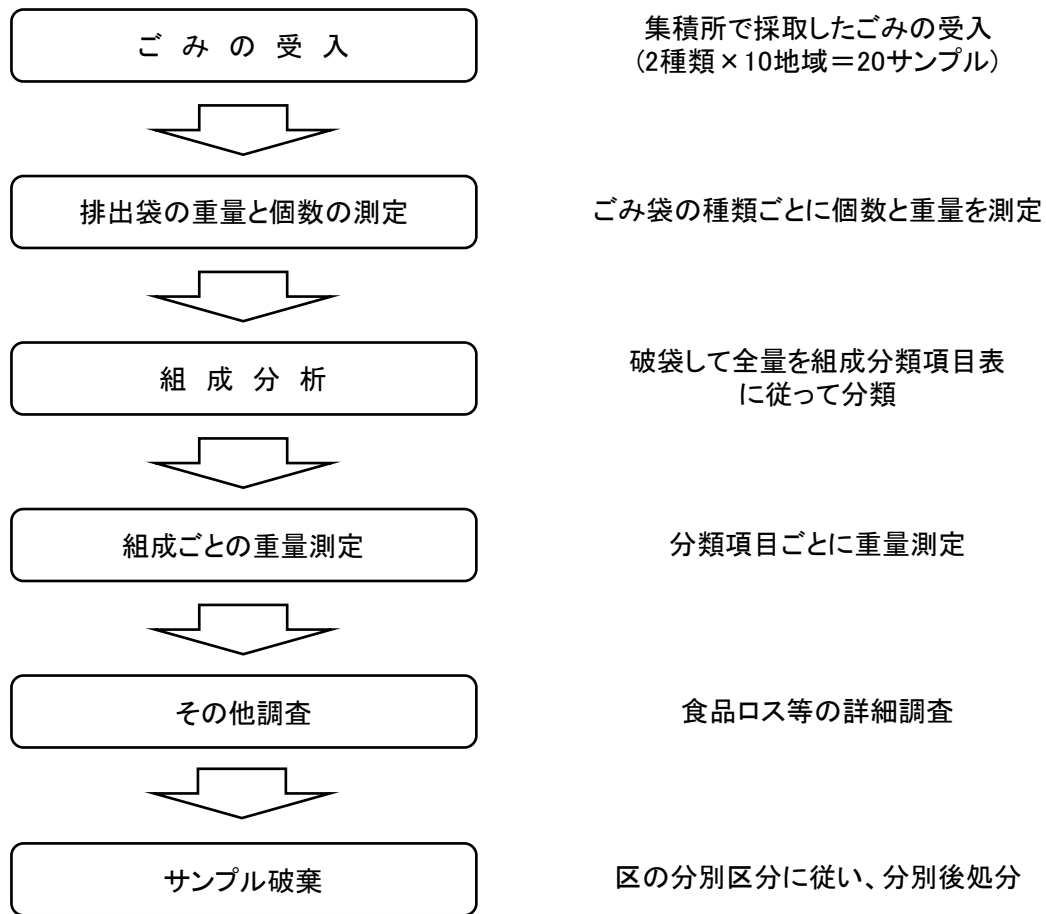 ごみの受入
集積所で採取したごみの受入
(2種類×10地域＝20サンプル)
排出袋の重量と個数の測定
ごみ袋の種類ごとに個数と重量を測定
組成分析
破袋して全量を組成分類項目表
に従って分類
組成ごとの重量測定
分類項目ごとに重量測定
その他調査
食品ロス等の詳細調査
サンプル破棄
区の分別区分に従い、分別後処分